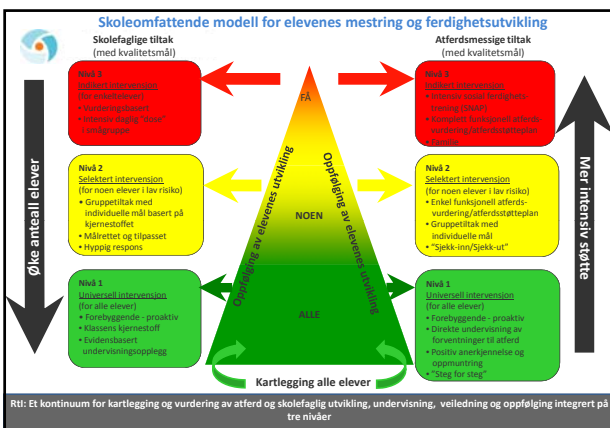 Skoleomfattende modell for elevenes mestring og ferdighetsutvikling
Skolefaglige tiltak
(med kvalitetsmål)
Atferdsmessige tiltak
(med kvalitetsmål)
Øke anteall elever
Nivå 3
Indikert intervensjon
(for enkeltelever)
• Vurderingsbasert
• Intensiv daglig "dose"
i smågruppe
Nivå 2
Selektert intervensjon
(for noen elever i lav risiko)
• Gruppetiltak med
individuelle mål basert på
kjernestoffet
• Målrettet og tilpasset
• Hyppig respons
Nivå 1
Universell intervensjon
(for alle elever)
• Forebyggende - proaktiv
• Klassens kjernestoff
• Evidensbasert
undervisningsopplegg
FÅ
NOEN
ALLE
Oppfølging av elevenes utvikling
Oppfølging av elevenes utvikling
Kartlegging alle elever
Nivå 3
Indikert intervensjon
• Intensiv sosial ferdighets-
trening (SNAP)
• Komplett funksjonell atferds-
vurdering/atferdsstøtteplan
• Familie
Nivå 2
Selektert intervensjon
(for noen elever i lav risiko)
• Enkel funksjonell atferds-
vurdering/atferdsstøtteplan
• Gruppetiltak med
individuelle mål
• "Sjekk-inn/Sjekk-ut"
Nivå 1
Universell intervensjon
(for alle elever)
• Forebyggende - proaktiv
• Direkte undervisning av
forventninger til atferd
• Positiv anerkjennelse og
oppmuntring
• "Steg for steg"
Mer intensiv støtte
RtI: Et kontinuum for kartlegging og vurdering av atferd og skolefaglig utvikling, undervisning, veiledning og oppfølging integrert på
tre nivåer